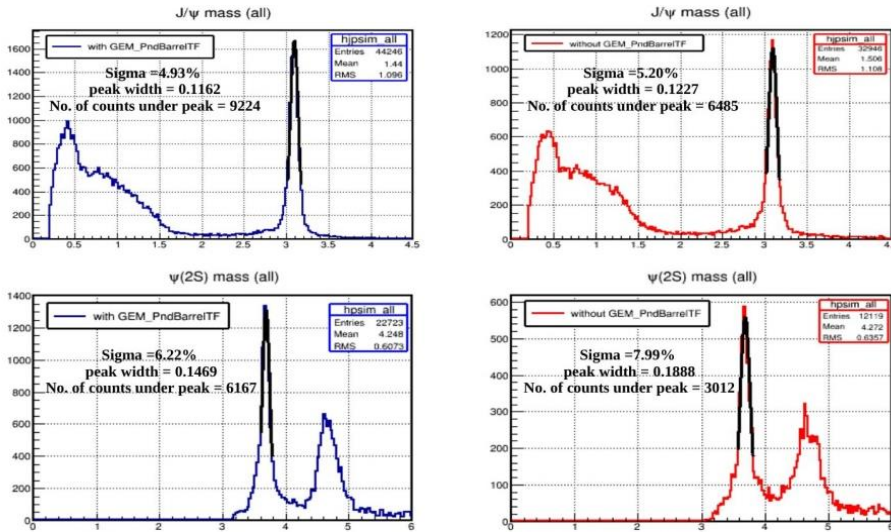 J/ψ mass (all)
with GEM_PndBarrelTF
hjpsim_all
Entries 44246
Mean 1.44
RMS 1.096
Sigma =4.93%
peak width = 0.1162
No. of counts under peak = 9224
1600
1400
1200
1000
800
600
400
200
0
0 0.5 1 1.5 2 2.5 3 3.5 4 4.5
J/ψ mass (all)
without GEM_PndBarrelTF
hjpsim_all
Entries 32946
Mean 1.506
RMS 1.108
Sigma =5.20%
peak width = 0.1227
No. of counts under peak = 6485
1200
1000
800
600
400
200
0
0 0.5 1 1.5 2 2.5 3 3.5 4
ψ(2S) mass (all)
with GEM_PndBarrelTF
hpsim_all
Entries 22723
Mean 4.248
RMS 0.6073
Sigma =6.22%
peak width = 0.1469
No. of counts under peak = 6167
1400
1200
1000
800
600
400
200
0
0 1 2 3 4 5 6
ψ(2S) mass (all)
without GEM_PndBarrelTF
hpsim_all
Entries 12119
Mean 4.272
RMS 0.6357
Sigma =7.99%
peak width = 0.1888
No. of counts under peak = 3012
600
500
400
300
200
100
0
0 1 2 3 4 5